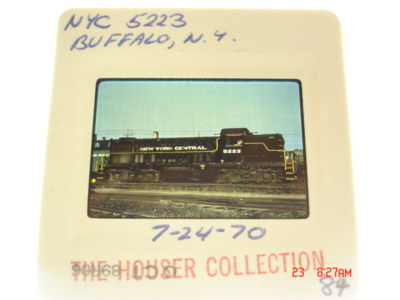 NYC 5223
BUFFALO, N.Y.
NEW YORK CENTRAL
5223
7-24-70
THE HOUSER COLLECTION
23 8:27AM
84